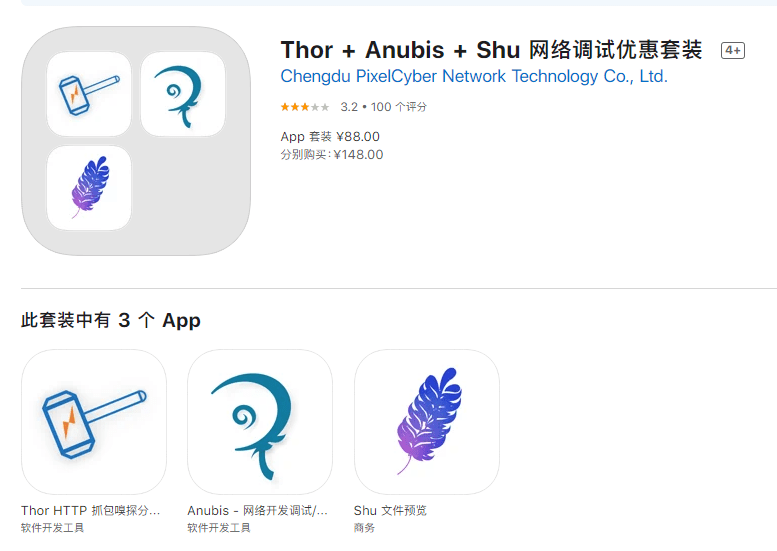 Thor + Anubis + Shu 网络调试优惠套装 4+
Chengdu PixelCyber Network Technology Co., Ltd.
★★★★★ 3.2 • 100 个评分
App 套装 ¥88.00
分别购买：¥148.00
此套装中有 3 个 App
Thor HTTP 抓包嗅探分...
软件开发工具
Anubis - 网络开发调试/...
软件开发工具
Shu 文件预览
商务